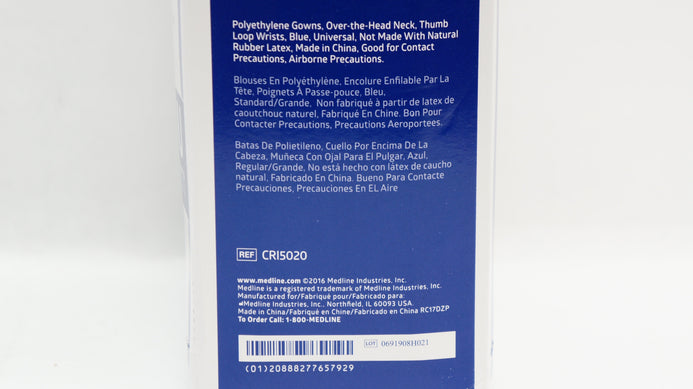 Polyethylene Gowns, Over-the-Head Neck, Thumb
Loop Wrists, Blue, Universal, Not Made With Natural
Rubber Latex, Made in China, Good for Contact
Precautions, Airborne Precautions.
Blouses En Polyéthylène, Encolure Enfilable Par La
Tête, Poignets À Passe-pouce, Bleu,
Standard/Grande,  Non fabriqué à partir de latex de
caoutchouc naturel, Fabriqué En Chine. Bon Pour
Contacter Precautions, Precautions Aeroportees.
Batas De Polietileno, Cuello Por Encima De La
Cabeza, Muñeca Con Ojal Para El Pulgar, Azul,
Regular/Grande, No está hecho con látex de caucho
natural, Fabricado En China. Bueno Para Contacte
Precauciones, Precauciones En EL Aire
REF CRI5020
www.medline.com ©2016 Medline Industries, Inc.
Medline is a registered trademark of Medline Industries, Inc.
Manufactured for/Fabriqué pour/Fabricado para:
Medline Industries, Inc. Northfield, IL 60093 USA
Made in China/Fabriqué en Chine/Fabricado en China RC17DZP
To Order Call: 1-800-MEDLINE
LOT 0691908H021
(01)20888277657929